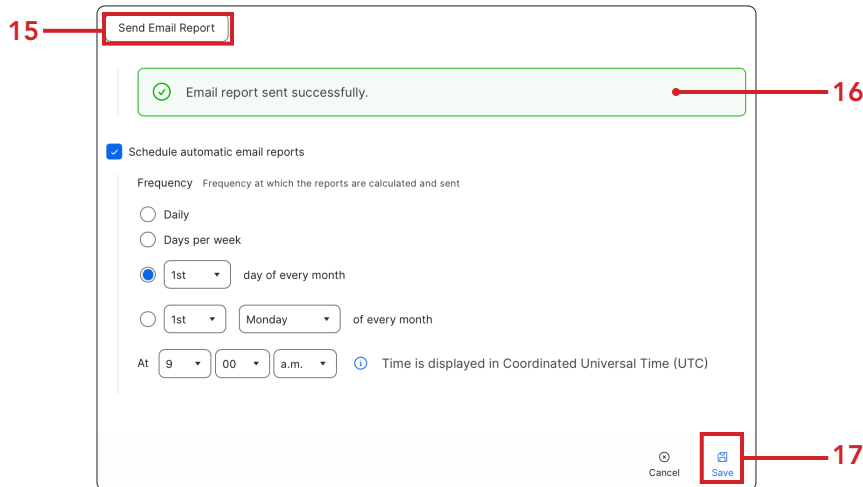 15
Send Email Report
Email report sent successfully.
16
Schedule automatic email reports
Frequency Frequency at which the reports are calculated and sent
Daily
Days per week
1st day of every month
1st Monday of every month
At 9 00 a.m. Time is displayed in Coordinated Universal Time (UTC)
17
Cancel Save